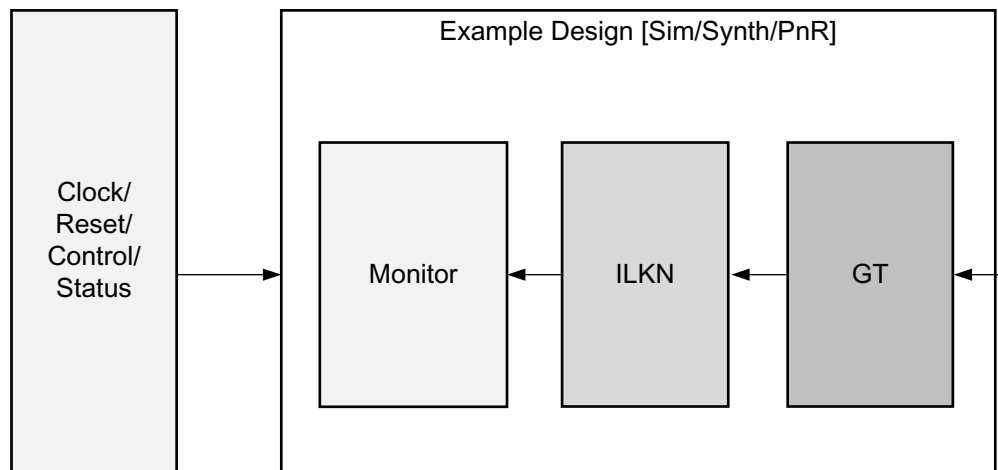 Example Design [Sim/Synth/PnR]
Clock/
Reset/
Control/
Status
Monitor
ILKN
GT